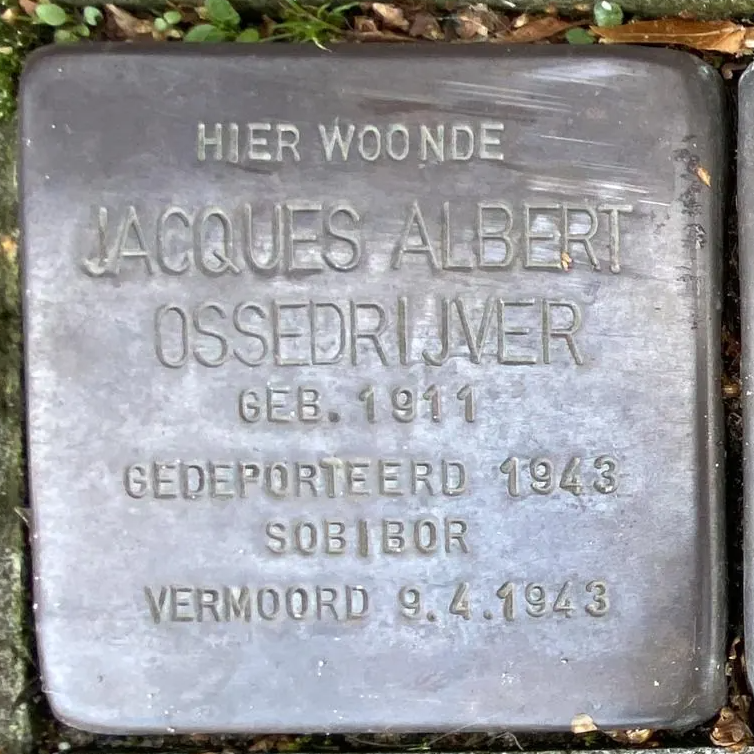 HIER WOONDE
JACQUES ALBERT
OSSEDRIJVER
GEB. 1911
GEDEPORTEERD 1943
SOBIBOR
VERMOORD 9.4.1943